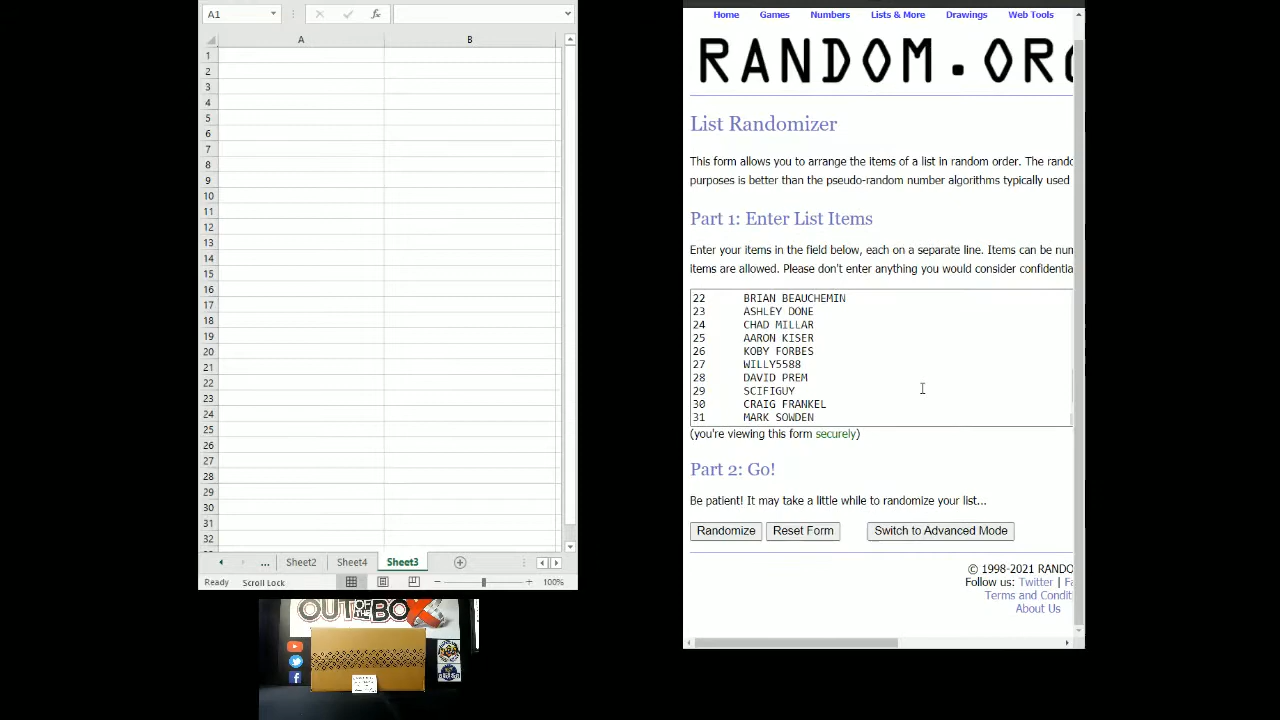 A1
fx
A B
1
2
3
4
5
6
7
8
9
10
11
12
13
14
15
16
17
18
19
20
21
22
23
24
25
26
27
28
29
30
31
32
... Sheet2 Sheet4 Sheet3
Ready Scroll Lock 100%
OUT OF THE BOX
Home Games Numbers Lists & More Drawings Web Tools
RANDOM.OR
List Randomizer
This form allows you to arrange the items of a list in random order. The rando
purposes is better than the pseudo-random number algorithms typically used
Part 1: Enter List Items
Enter your items in the field below, each on a separate line. Items can be num
items are allowed. Please don't enter anything you would consider confidentia
22 BRIAN BEAUCHEMIN
23 ASHLEY DONE
24 CHAD MILLAR
25 AARON KISER
26 KOBY FORBES
27 WILLY5588
28 DAVID PREM
29 SCIFIGUY
30 CRAIG FRANKEL
31 MARK SOWDEN
(you're viewing this form securely)
Part 2: Go!
Be patient! It may take a little while to randomize your list...
Randomize Reset Form Switch to Advanced Mode
© 1998-2021 RANDO
Follow us: Twitter | Fa
Terms and Condit
About Us